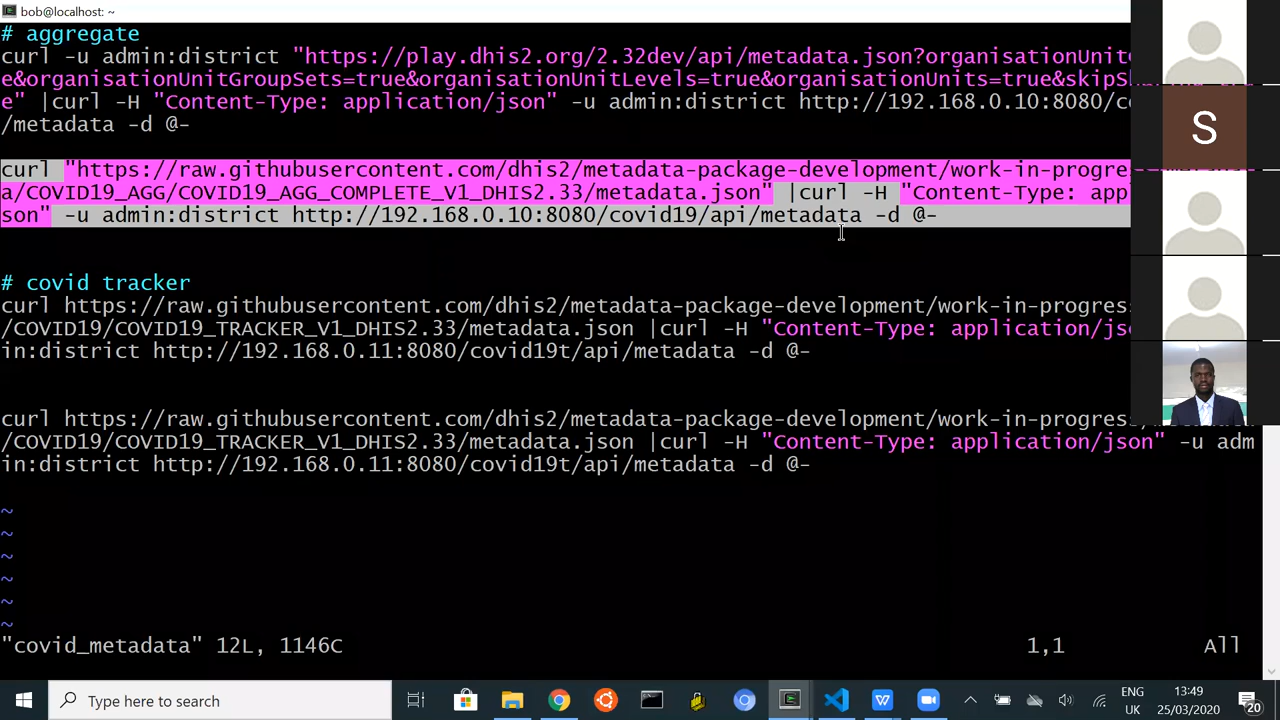 bob@localhost: ~
# aggregate
curl -u admin:district "https://play.dhis2.org/2.32dev/api/metadata.json?organisationUnit
e&organisationUnitGroupSets=true&organisationUnitLevels=true&organisationUnits=true&skipS
e" |curl -H "Content-Type: application/json" -u admin:district http://192.168.0.10:8080/co
/metadata -d @-
S
curl "https://raw.githubusercontent.com/dhis2/metadata-package-development/work-in-progre
a/COVID19_AGG/COVID19_AGG_COMPLETE_V1_DHIS2.33/metadata.json" |curl -H "Content-Type: app
son" -u admin:district http://192.168.0.10:8080/covid19/api/metadata -d @-
# covid tracker
curl https://raw.githubusercontent.com/dhis2/metadata-package-development/work-in-progres
/COVID19/COVID19_TRACKER_V1_DHIS2.33/metadata.json |curl -H "Content-Type: application/js
in:district http://192.168.0.11:8080/covid19t/api/metadata -d @-
curl https://raw.githubusercontent.com/dhis2/metadata-package-development/work-in-progres
/COVID19/COVID19_TRACKER_V1_DHIS2.33/metadata.json |curl -H "Content-Type: application/json" -u adm
in:district http://192.168.0.11:8080/covid19t/api/metadata -d @-
~
~
~
~
~
~
"covid_metadata" 12L, 1146C 1,1 All
Type here to search
ENG 13:49
UK 25/03/2020 20